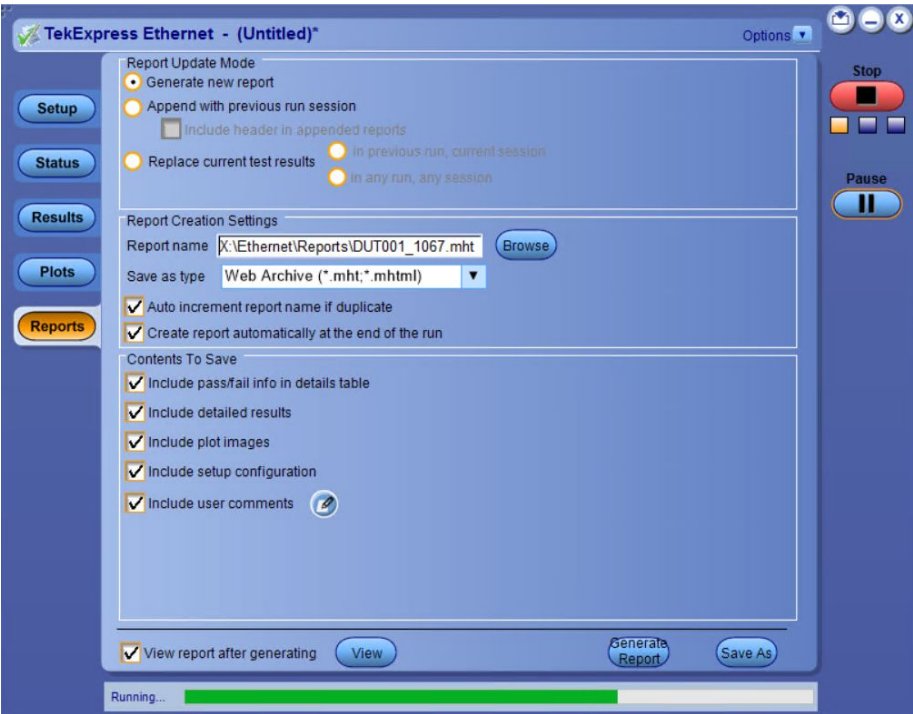 TekExpress Ethernet - (Untitled)*
Options
Stop
Pause
Setup
Status
Results
Plots
Reports
Report Update Mode
Generate new report
Append with previous run session
Include header in appended reports
Replace current test results
in previous run, current session
in any run, any session
Report Creation Settings
Report name X:\Ethernet\Reports\DUT001_1067.mht Browse
Save as type Web Archive (*.mht;*.mhtml)
Auto increment report name if duplicate
Create report automatically at the end of the run
Contents To Save
Include pass/fail info in details table
Include detailed results
Include plot images
Include setup configuration
Include user comments
View report after generating View
Generate
Report
Save As
Running...